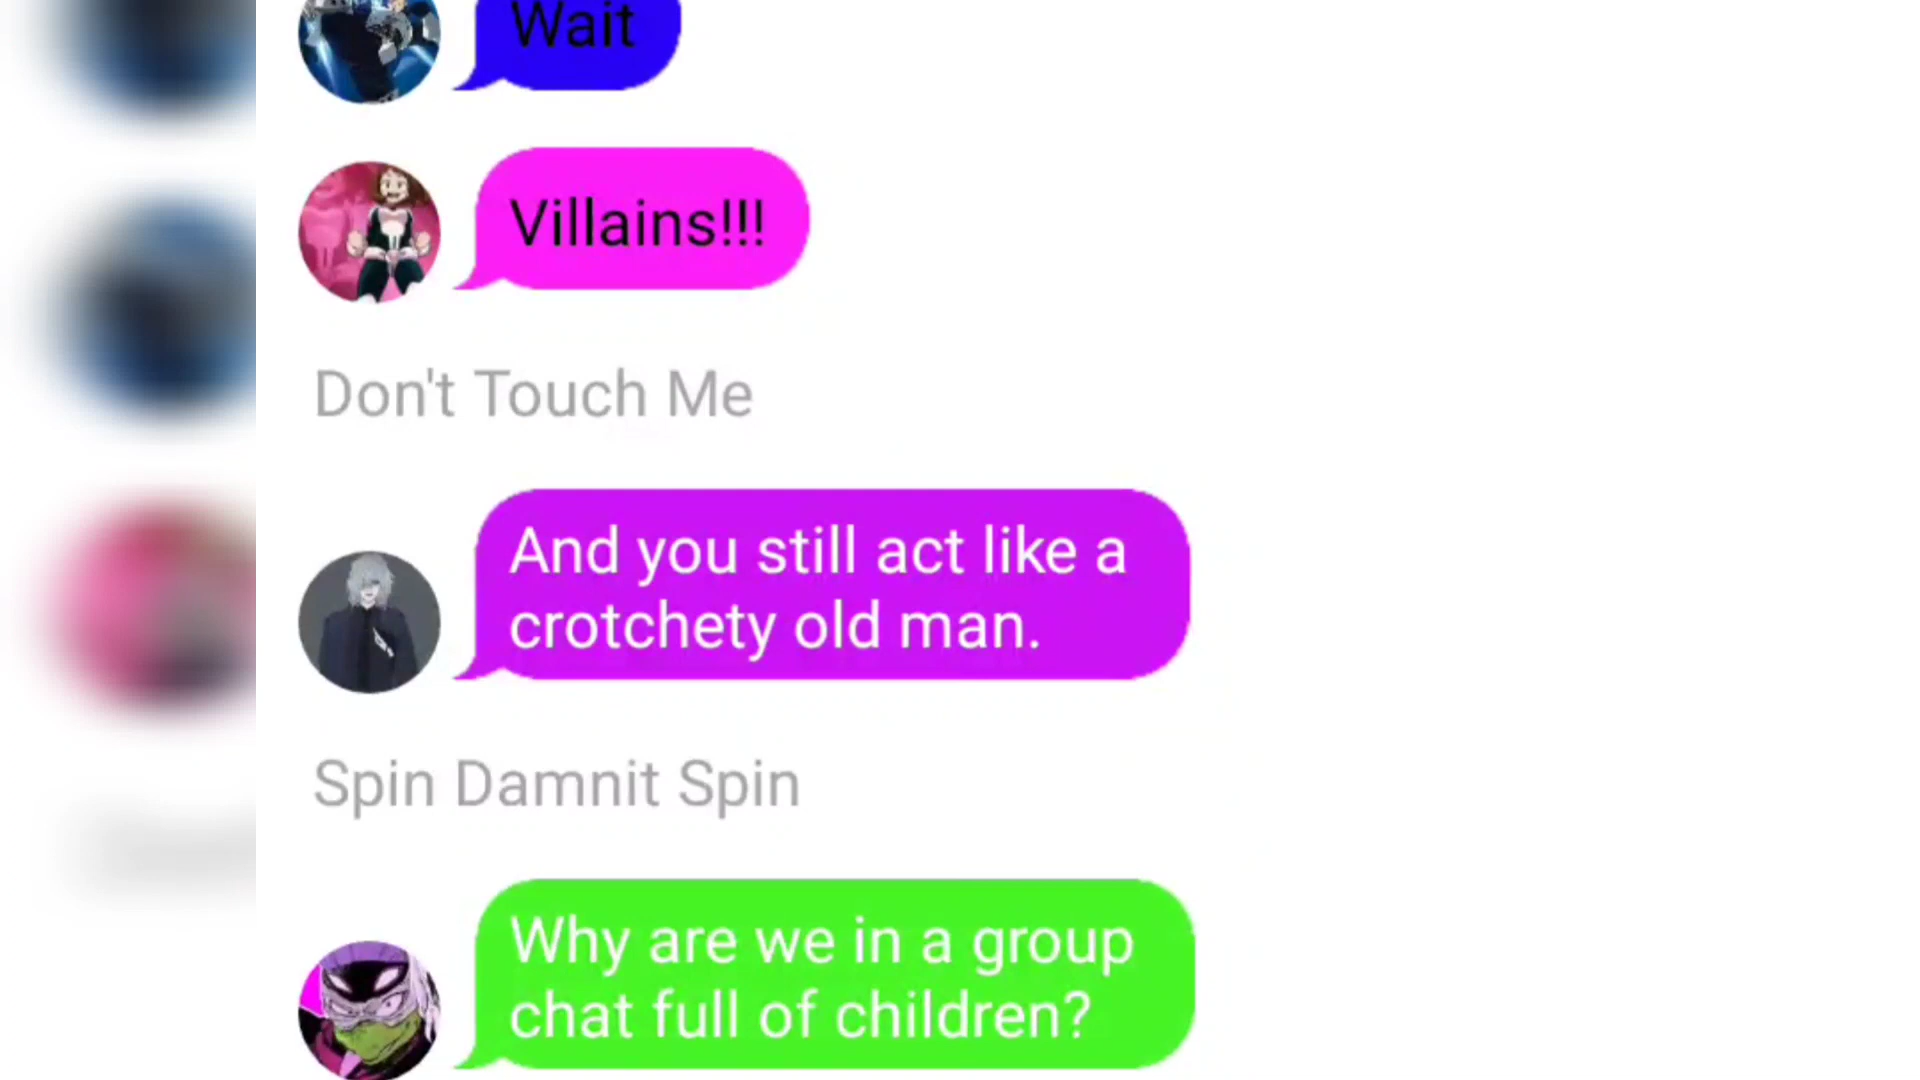 Wait
Villains!!!
Don't Touch Me
And you still act like a
crotchety old man.
Spin Damnit Spin
Why are we in a group
chat full of children?